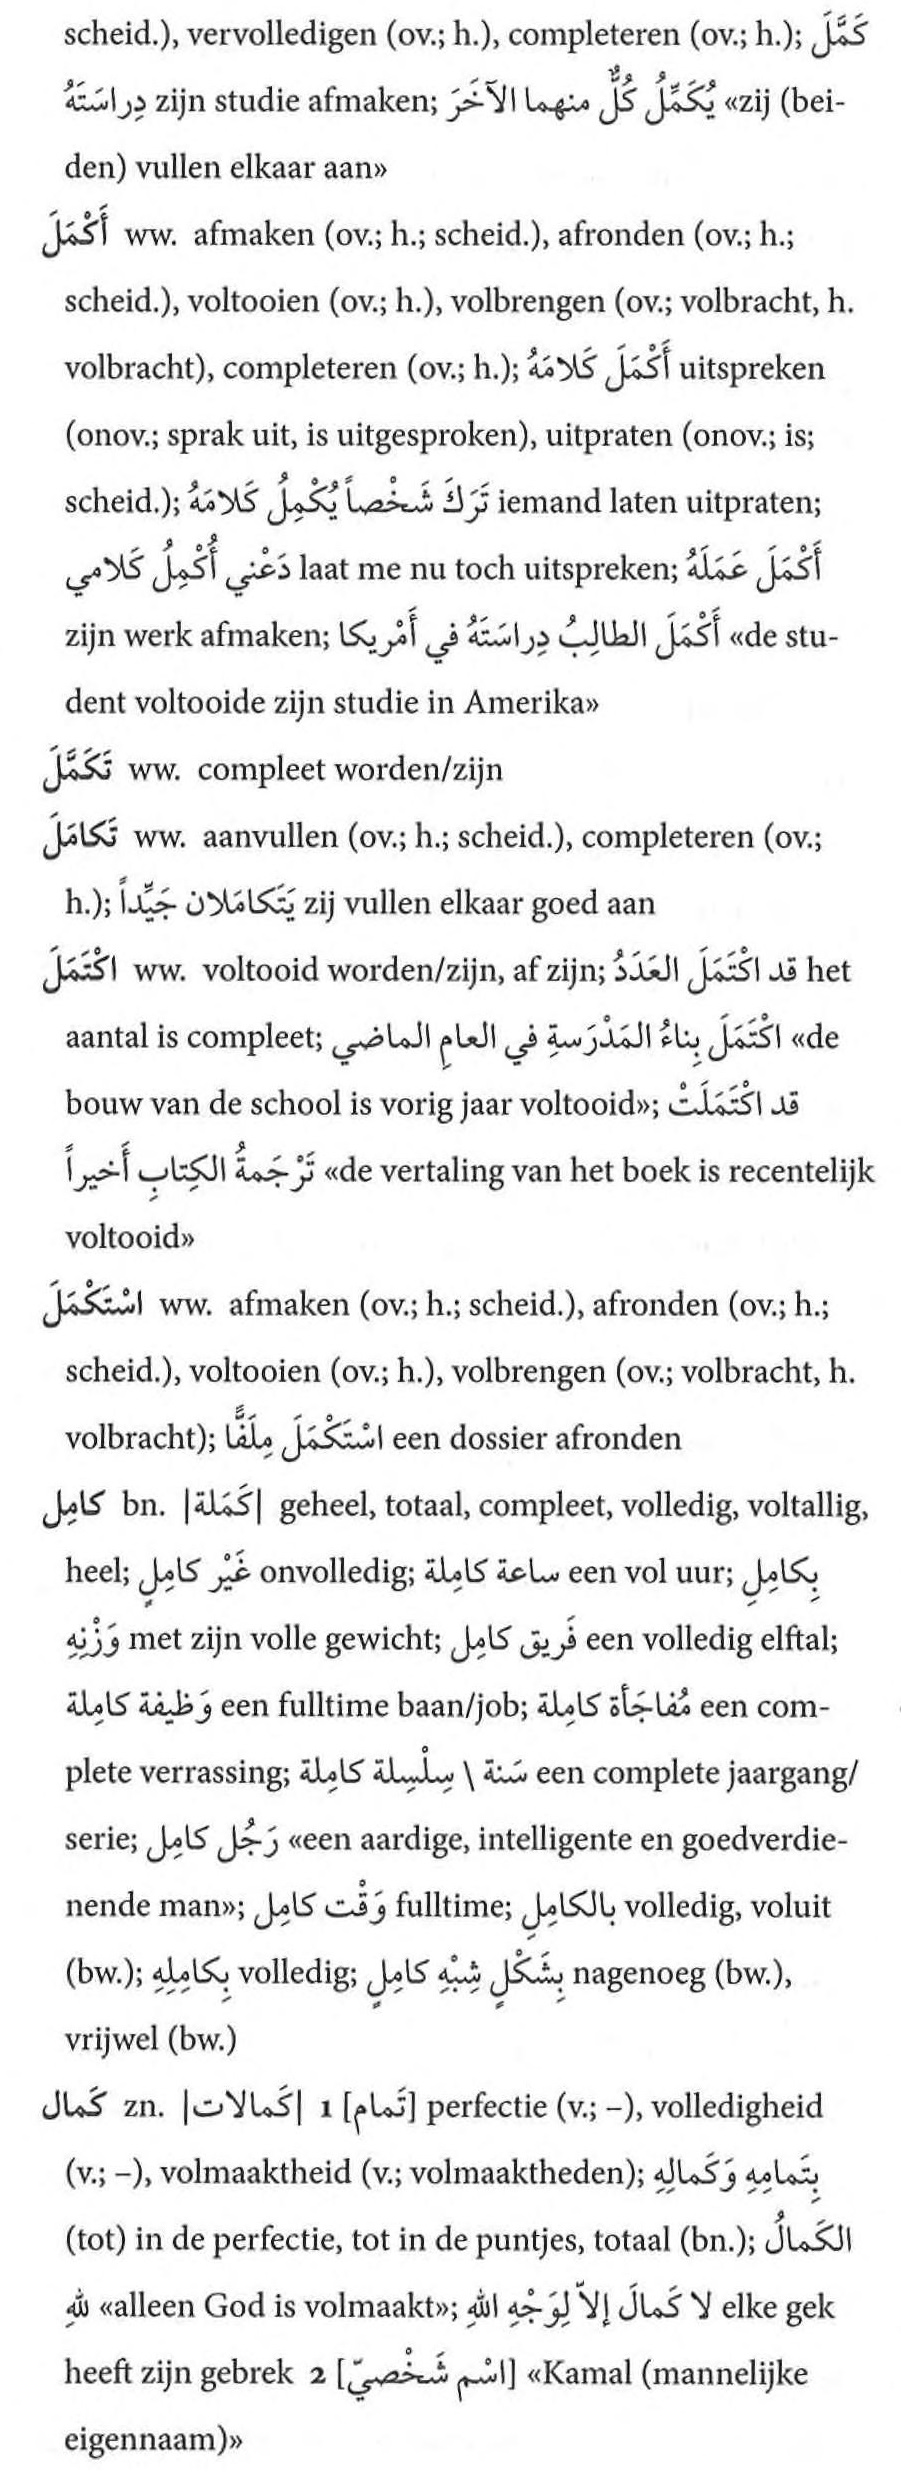 scheid.), vervolledigen (ov.; h.), completeren (ov.; h.); كَمَّلَ
دِراسَتَهُ zijn studie afmaken; يُكَمِّلُ كُلٌّ منهما الآخَرَ «zij (bei-
den) vullen elkaar aan»
أَكْمَلَ ww. afmaken (ov.; h.; scheid.), afronden (ov.; h.;
scheid.), voltooien (ov.; h.), volbrengen (ov.; volbracht, h.
volbracht), completeren (ov.; h.); أَكْمَلَ كَلامَهُ uitspreken
(onov.; sprak uit, is uitgesproken), uitpraten (onov.; is;
scheid.); تَرَكَ شَخْصاً يُكْمِلُ كَلامَهُ iemand laten uitpraten;
دَعْني أُكْمِلُ كَلامي laat me nu toch uitspreken; أَكْمَلَ عَمَلَهُ
zijn werk afmaken; أَكْمَلَ الطالِبُ دِراسَتَهُ في أَمْريكا «de stu-
dent voltooide zijn studie in Amerika»
تَكَمَّلَ ww. compleet worden/zijn
تَكامَلَ ww. aanvullen (ov.; h.; scheid.), completeren (ov.;
h.); يَتَكامَلان جَيِّداً zij vullen elkaar goed aan
اكْتَمَلَ ww. voltooid worden/zijn, af zijn; قد اكْتَمَلَ العَدَدُ het
aantal is compleet; اكْتَمَلَ بِناءُ المَدْرَسةِ في العامِ الماضي «de
bouw van de school is vorig jaar voltooid»; قد اكْتَمَلَتْ
تَرْجَمةُ الكِتابِ أَخيراً «de vertaling van het boek is recentelijk
voltooid»
اسْتَكْمَلَ ww. afmaken (ov.; h.; scheid.), afronden (ov.; h.;
scheid.), voltooien (ov.; h.), volbrengen (ov.; volbracht, h.
volbracht); اسْتَكْمَلَ مِلَفًّا een dossier afronden
كامِل bn. |كَمَلة| geheel, totaal, compleet, volledig, voltallig,
heel; غَيْر كامِلٍ onvolledig; ساعة كامِلة een vol uur; بِكامِلِ
وَزْنِهِ met zijn volle gewicht; فَريق كامِل een volledig elftal;
وَظيفة كامِلة een fulltime baan/job; مُفاجَأة كامِلة een com-
plete verrassing; سَنة \ سِلْسِلة كامِلة een complete jaargang/
serie; رَجُل كامِل «een aardige, intelligente en goedverdie-
nende man»; وَقْت كامِل fulltime; بالكامِلِ volledig, voluit
(bw.); بِكامِلِهِ volledig; بِشَكْلٍ شِبْهِ كامِلٍ nagenoeg (bw.),
vrijwel (bw.)
كَمال zn. |كَمالات| 1 [تَمام] perfectie (v.; –), volledigheid
(v.; –), volmaaktheid (v.; volmaaktheden); بِتَمامِهِ وَكَمالِهِ
(tot) in de perfectie, tot in de puntjes, totaal (bn.); الكَمالُ
للهِ «alleen God is volmaakt»; لا كَمالَ إلاّ لِوَجْهِ الله elke gek
heeft zijn gebrek 2 [اسْم شَخْصيّ] «Kamal (mannelijke
eigennaam)»